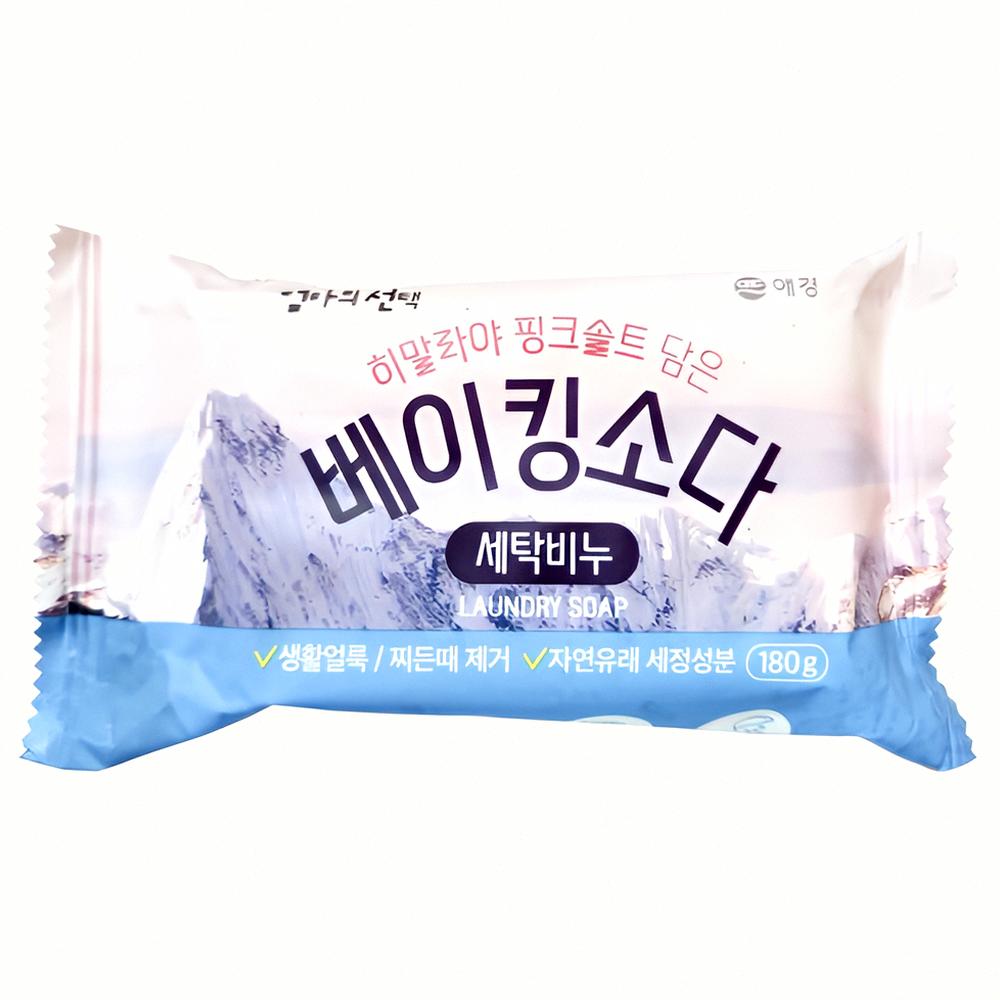 엄마의 선택
애경
히말라야 핑크솔트 담은
베이킹소다
세탁비누
LAUNDRY SOAP
생활얼룩 / 찌든때 제거 자연유래 세정성분 180g